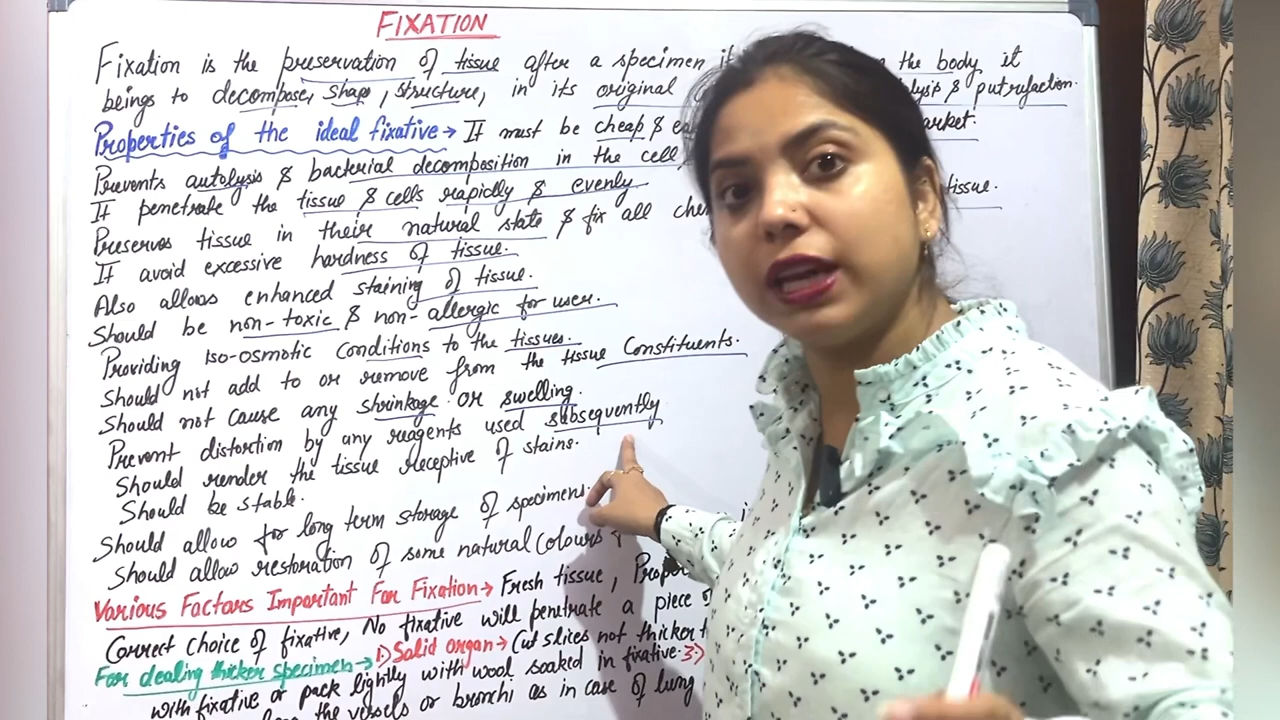 FIXATION
Fixation is the preservation of tissue after a specimen it the body it
beings to decompose, shape, structure, in its original lysis & putrifaction.
Properties of the ideal fixative → It must be cheap & market.
Prevents autolysis & bacterial decomposition in the cell
It penetrate the tissue & cells rapidly & evenly tissue.
Preserves tissue in their natural state & fix all
If avoid excessive hardness of tissue.
Also allows enhanced staining of tissue.
Should be non-toxic & non-allergic for user.
Providing Iso-osmotic Conditions to the tissues.
Should not add to or remove from the tissue Constituents.
Should not cause any shrinkage or swelling.
Prevent distortion by any reagents used subsequently
Should render the tissue receptive of stains.
Should be stable.
Should allow for long term storage of specimens.
Should allow restoration of some natural Colours
Various Factors Important For Fixation → Fresh tissue,
Correct choice of fixative, No fixative will penetrate a piece of
For dealing thicker specimen → 1) Solid organ → Cut slices not thicker 3)
with fixative or pack lightly with wool soaked in fixative.
the vessels or bronchi as in case of lung